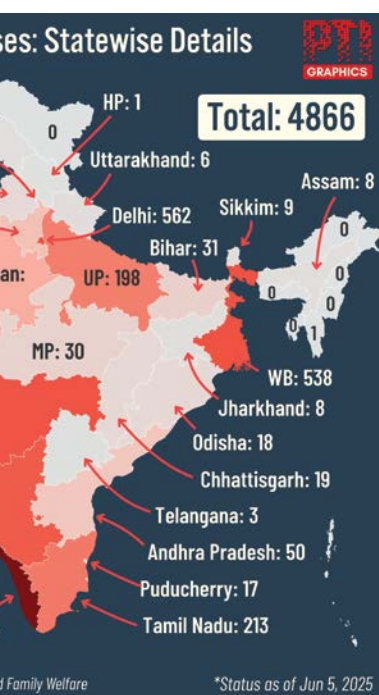 ses: Statewise Details
PTI
GRAPHICS
HP: 1
Total: 4866
0
Uttarakhand: 6
Assam: 8
Sikkim: 9
Delhi: 562
0
Bihar: 31
an:
UP: 198
0
0
0
0
1
MP: 30
WB: 538
Jharkhand: 8
Odisha: 18
Chhattisgarh: 19
Telangana: 3
Andhra Pradesh: 50
Puducherry: 17
Tamil Nadu: 213
d Family Welfare
*Status as of Jun 5, 2025